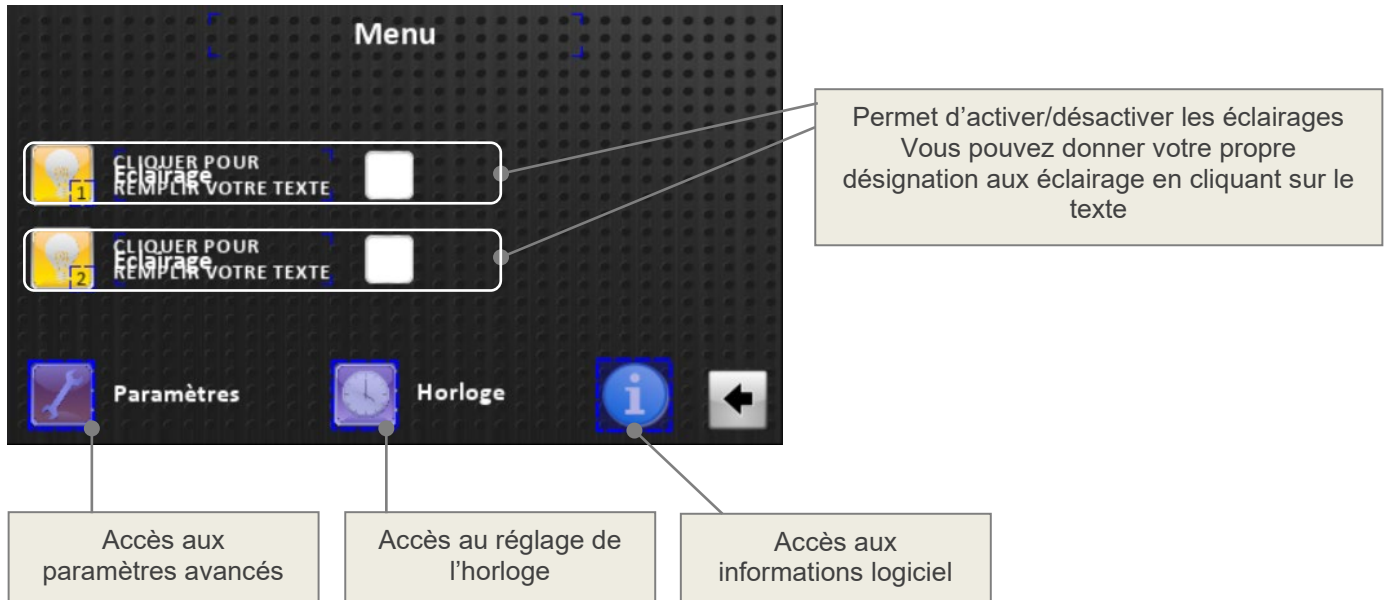 Menu
Permet d'activer/désactiver les éclairages
Vous pouvez donner votre propre
désignation aux éclairage en cliquant sur le
texte
CLIQUER POUR
Eclairage
REMPLIR VOTRE TEXTE
1
CLIQUER POUR
Eclairage
REMPLIR VOTRE TEXTE
2
Paramètres
Horloge
i
Accès aux
paramètres avancés
Accès au réglage de
l'horloge
Accès aux
informations logiciel